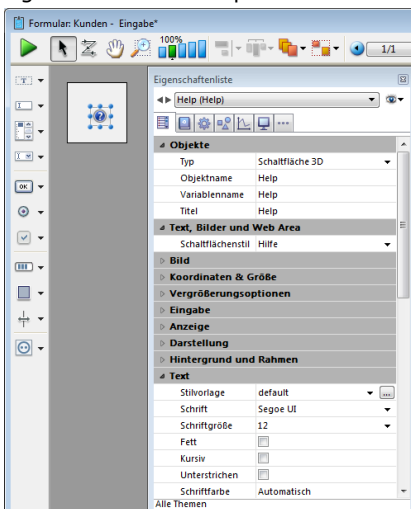 Formular: Kunden - Eingabe*
100%
1/1
Eigenschaftenliste
Help (Help)
Objekte
Typ Schaltfläche 3D
Objektname Help
Variablenname Help
Titel Help
Text, Bilder und Web Area
Schaltflächenstil Hilfe
Bild
Koordinaten & Größe
Vergrößerungsoptionen
Eingabe
Anzeige
Darstellung
Hintergrund und Rahmen
Text
Stilvorlage default ...
Schrift Segoe UI
Schriftgröße 12
Fett
Kursiv
Unterstrichen
Schriftfarbe Automatisch
Alle Themen
OK